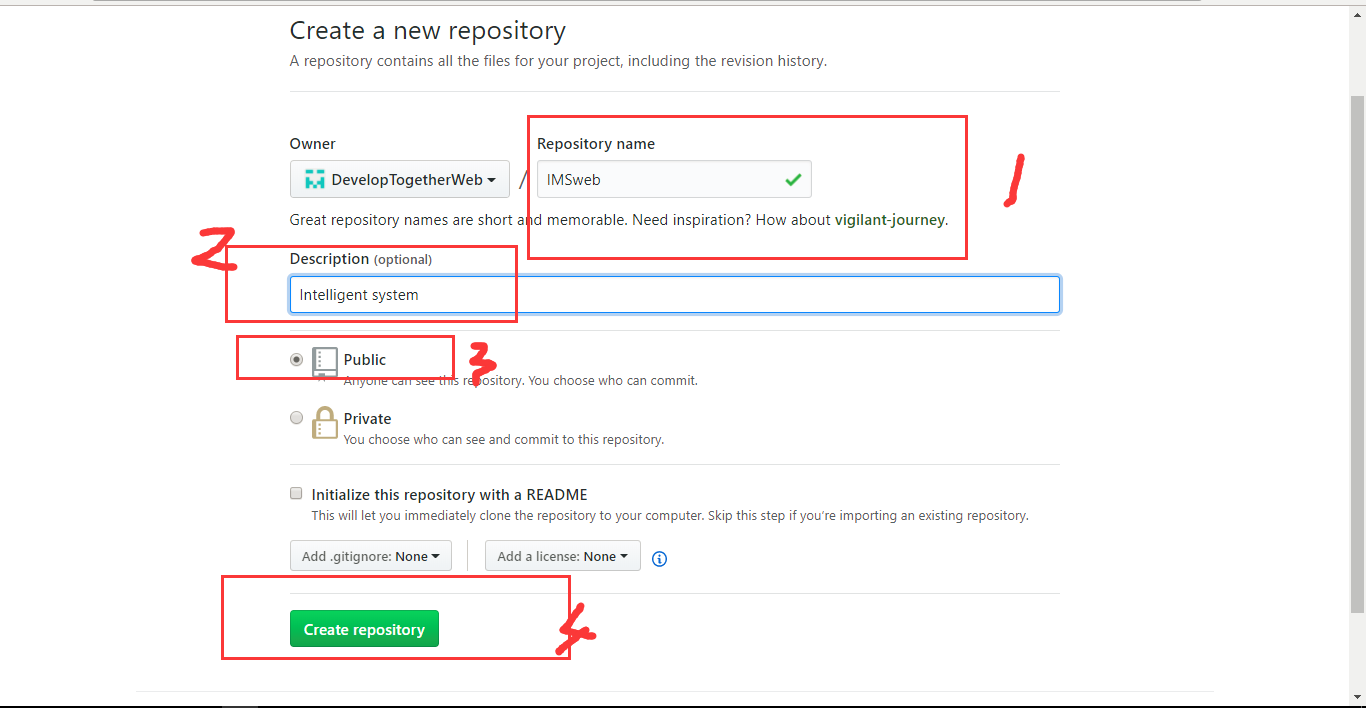 Create a new repository
A repository contains all the files for your project, including the revision history.
Owner
Repository name
DevelopTogetherWeb
/
IMSweb
1
Great repository names are short and memorable. Need inspiration? How about vigilant-journey.
2
Description (optional)
Intelligent system
Public
3
Anyone can see this repository. You choose who can commit.
Private
You choose who can see and commit to this repository.
Initialize this repository with a README
This will let you immediately clone the repository to your computer. Skip this step if you’re importing an existing repository.
Add .gitignore: None
Add a license: None
Create repository
4